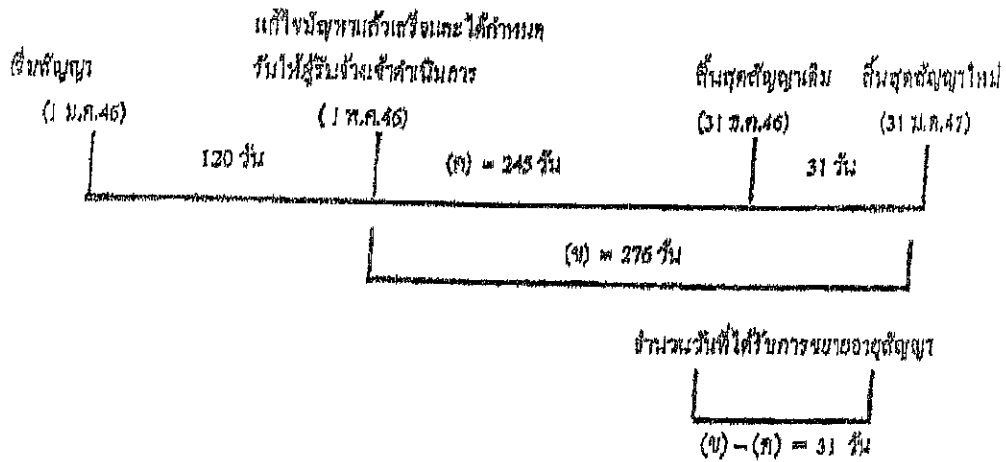 แก้ไขปัญหาแล้วเสร็จและได้กำหนด
เริ่มสัญญา วันให้ผู้รับจ้างเข้าดำเนินการ สิ้นสุดสัญญาเดิม สิ้นสุดสัญญาใหม่
(1 ม.ค.46) (1 พ.ค.46) (31 ธ.ค.46) (31 ม.ค.47)
120 วัน (ค) = 245 วัน 31 วัน
(ข) = 276 วัน
จำนวนวันที่ได้รับการขยายอายุสัญญา
(ข) – (ค) = 31 วัน